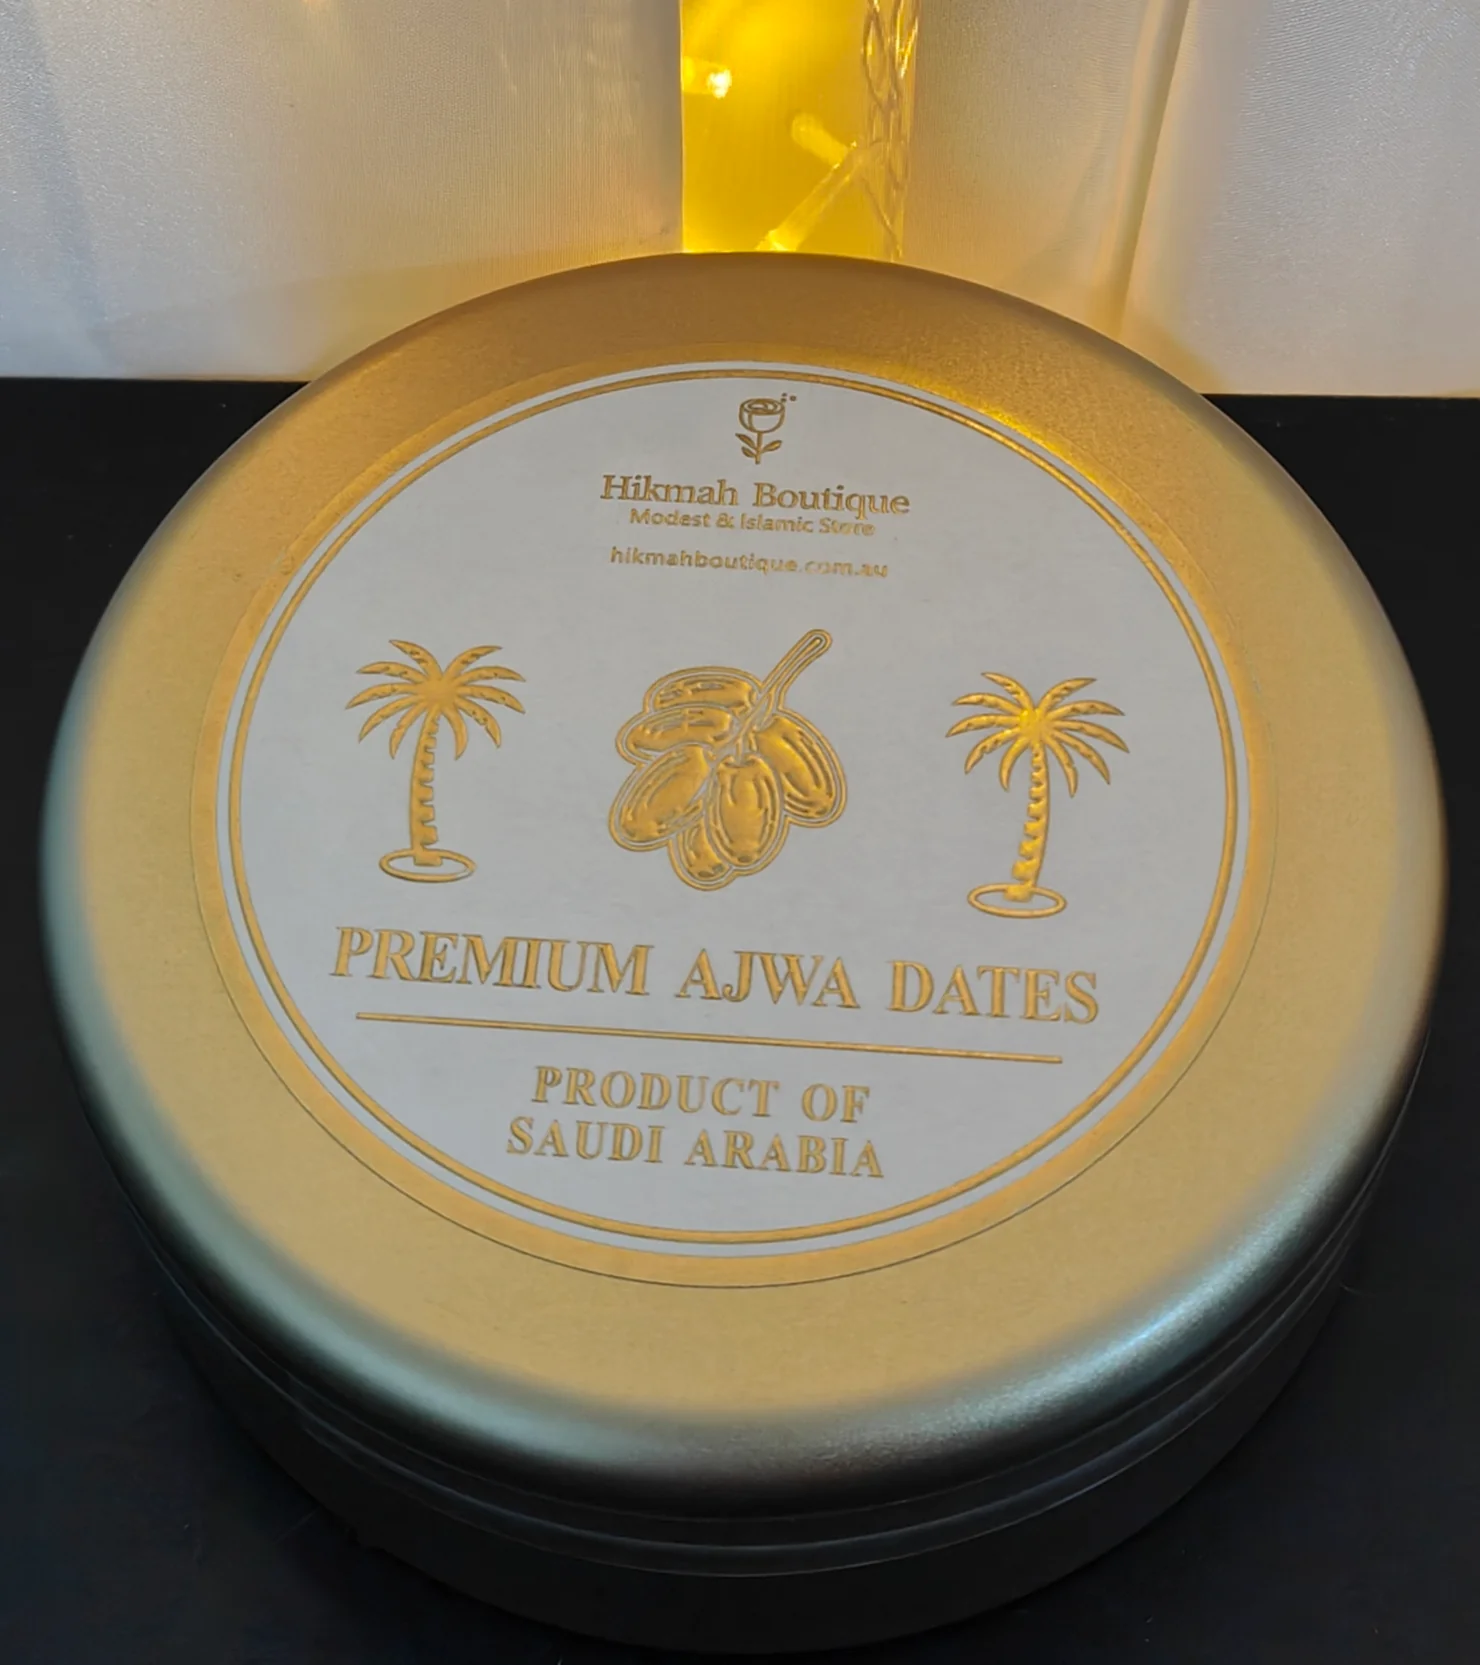 Hikmah Boutique
Modest & Islamic Store
hikmahboutique.com.au
PREMIUM AJWA DATES
PRODUCT OF
SAUDI ARABIA